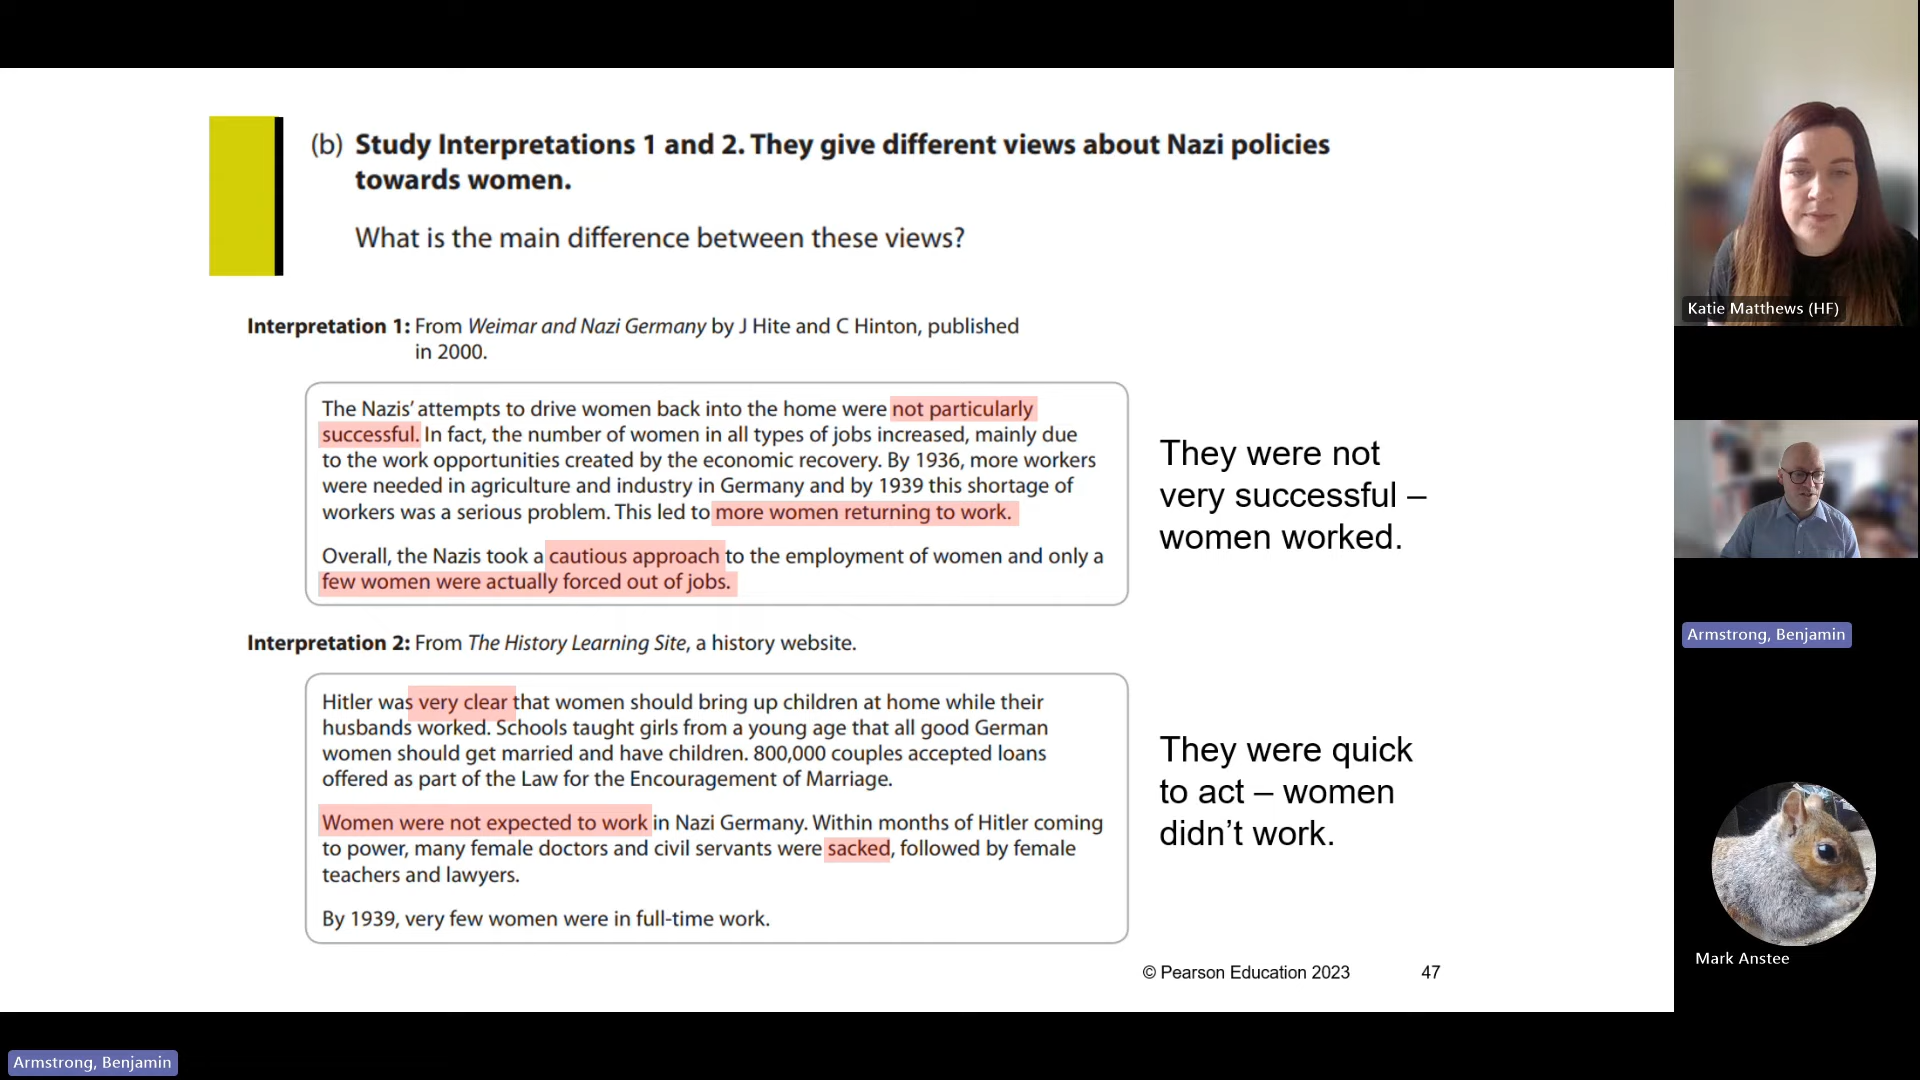 (b) Study Interpretations 1 and 2. They give different views about Nazi policies
towards women.
What is the main difference between these views?
Interpretation 1: From Weimar and Nazi Germany by J Hite and C Hinton, published
in 2000.
The Nazis' attempts to drive women back into the home were not particularly
successful. In fact, the number of women in all types of jobs increased, mainly due
to the work opportunities created by the economic recovery. By 1936, more workers
were needed in agriculture and industry in Germany and by 1939 this shortage of
workers was a serious problem. This led to more women returning to work.
Overall, the Nazis took a cautious approach to the employment of women and only a
few women were actually forced out of jobs.
They were not
very successful –
women worked.
Interpretation 2: From The History Learning Site, a history website.
Hitler was very clear that women should bring up children at home while their
husbands worked. Schools taught girls from a young age that all good German
women should get married and have children. 800,000 couples accepted loans
offered as part of the Law for the Encouragement of Marriage.
Women were not expected to work in Nazi Germany. Within months of Hitler coming
to power, many female doctors and civil servants were sacked, followed by female
teachers and lawyers.
By 1939, very few women were in full-time work.
They were quick
to act – women
didn't work.
© Pearson Education 2023
47
Katie Matthews (HF)
Armstrong, Benjamin
Mark Anstee
Armstrong, Benjamin